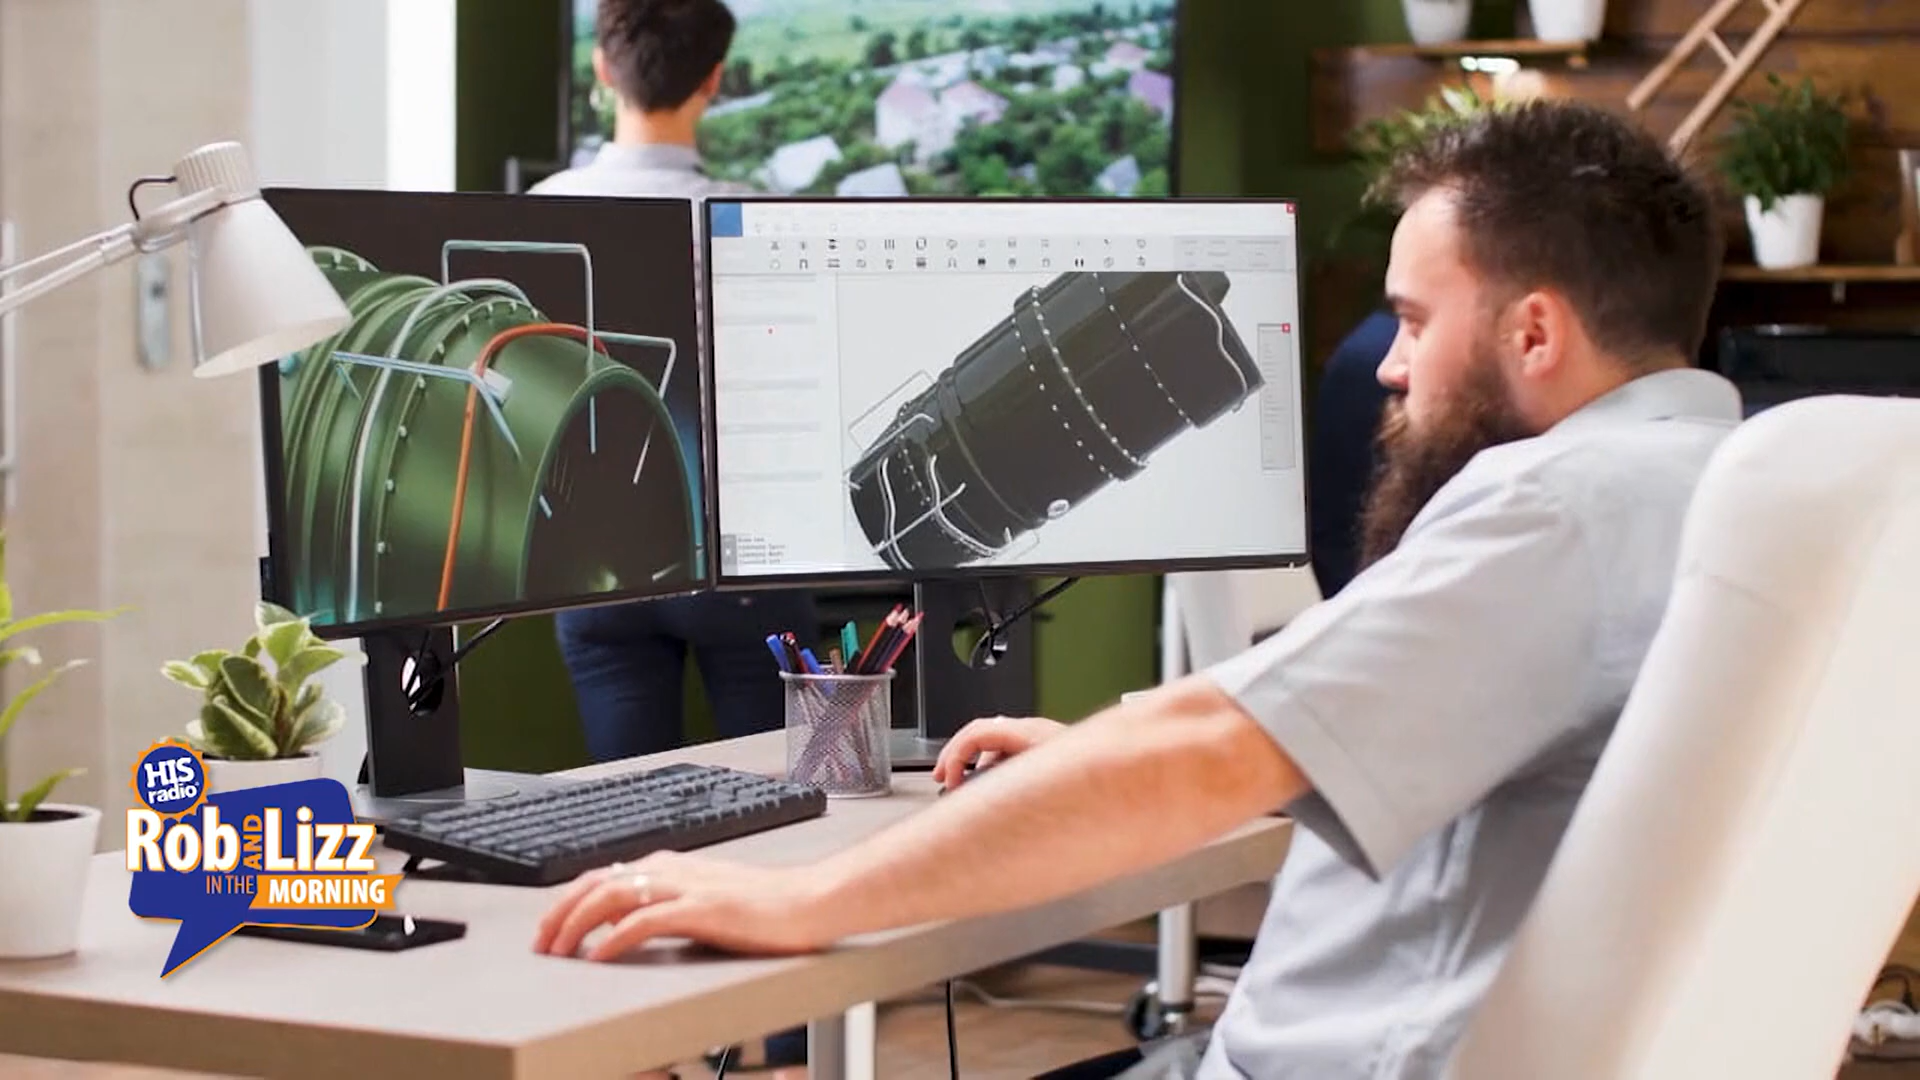 HIS
radio
Rob AND Lizz
IN THE MORNING